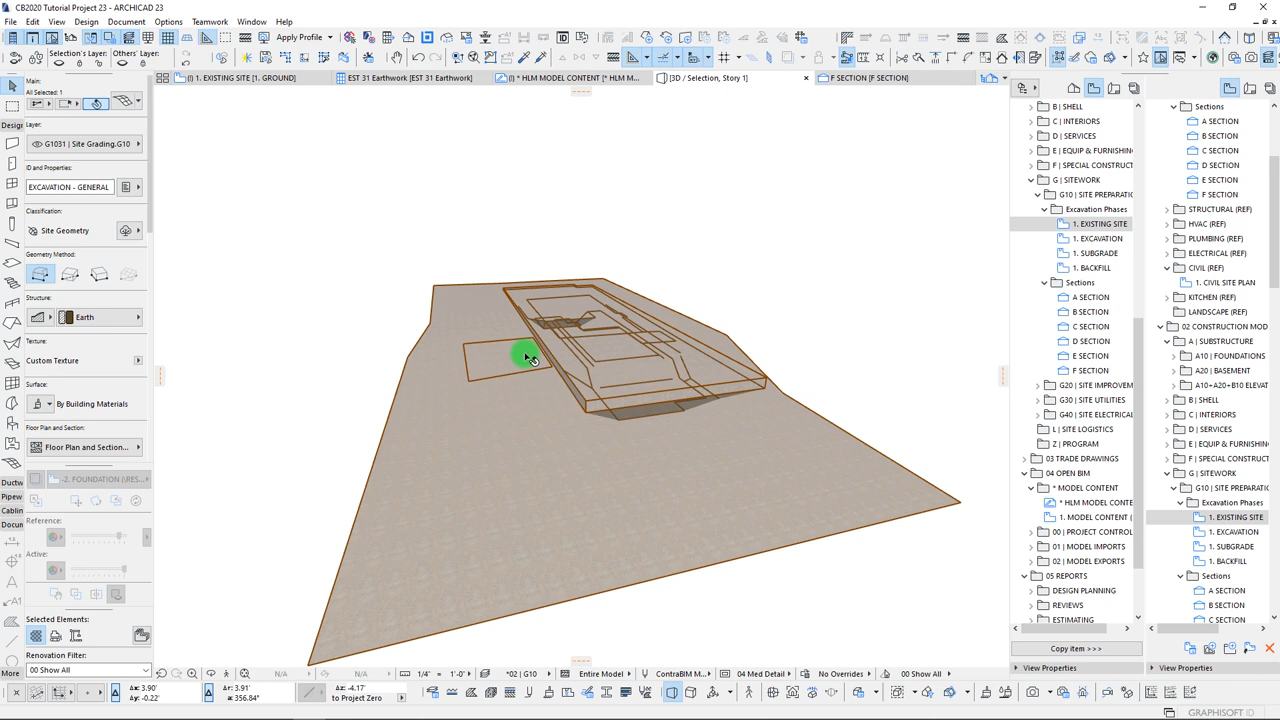 CB2020 Tutorial Project 23 - ARCHICAD 23
File Edit View Design Document Options Teamwork Window Help
Apply Profile
Selection's Layer: Others' Layer:
(I) 1. EXISTING SITE [1. GROUND]
EST 31 Earthwork [EST 31 Earthwork]
(I) * HLM MODEL CONTENT [* HLM M...
[3D / Selection, Story 1]
F SECTION [F SECTION]
Main:
All Selected: 1
Layer:
G1031 | Site Grading.G10
ID and Properties:
EXCAVATION - GENERAL
Classification:
Site Geometry
Geometry Method:
Structure:
Earth
Texture:
Custom Texture
Surface:
By Building Materials
Floor Plan and Section:
Floor Plan and Section...
-2. FOUNDATION (\RES...
Reference:
Active:
Selected Elements:
Renovation Filter:
00 Show All
Design
Ductw
Pipew
Cablin
Docun
More
B | SHELL
C | INTERIORS
D | SERVICES
E | EQUIP & FURNISHIN
F | SPECIAL CONSTRUCT
G | SITEWORK
G10 | SITE PREPARATIC
Excavation Phases
1. EXISTING SITE
1. EXCAVATION
1. SUBGRADE
1. BACKFILL
Sections
A SECTION
B SECTION
C SECTION
D SECTION
E SECTION
F SECTION
G20 | SITE IMPROVEM
G30 | SITE UTILITIES
G40 | SITE ELECTRICAL
L | SITE LOGISTICS
Z | PROGRAM
03 TRADE DRAWINGS
04 OPEN BIM
* MODEL CONTENT
* HLM MODEL CONTE
1. MODEL CONTENT (
00 | PROJECT CONTROL
01 | MODEL IMPORTS
02 | MODEL EXPORTS
05 REPORTS
DESIGN PLANNING
REVIEWS
ESTIMATING
Copy item >>>
View Properties
Sections
A SECTION
B SECTION
C SECTION
D SECTION
E SECTION
F SECTION
STRUCTURAL (REF)
HVAC (REF)
PLUMBING (REF)
ELECTRICAL (REF)
CIVIL (REF)
1. CIVIL SITE PLAN
KITCHEN (REF)
LANDSCAPE (REF)
02 CONSTRUCTION MOD
A | SUBSTRUCTURE
A10 | FOUNDATIONS
A20 | BASEMENT
A10+A20+B10 ELEVAT
B | SHELL
C | INTERIORS
D | SERVICES
E | EQUIP & FURNISHIN
F | SPECIAL CONSTRUCT
G | SITEWORK
G10 | SITE PREPARATIC
Excavation Phases
1. EXISTING SITE
1. EXCAVATION
1. SUBGRADE
1. BACKFILL
Sections
A SECTION
B SECTION
C SECTION
View Properties
N/A N/A 1/4" = 1'-0" *02 | G10 Entire Model ContraBIM M... 04 Med Detail No Overrides 00 Show All
Δx: 3.90' Δy: -0.22'
Δr: 3.91' a: 356.84°
Δz: -4.17' to Project Zero
GRAPHISOFT ID